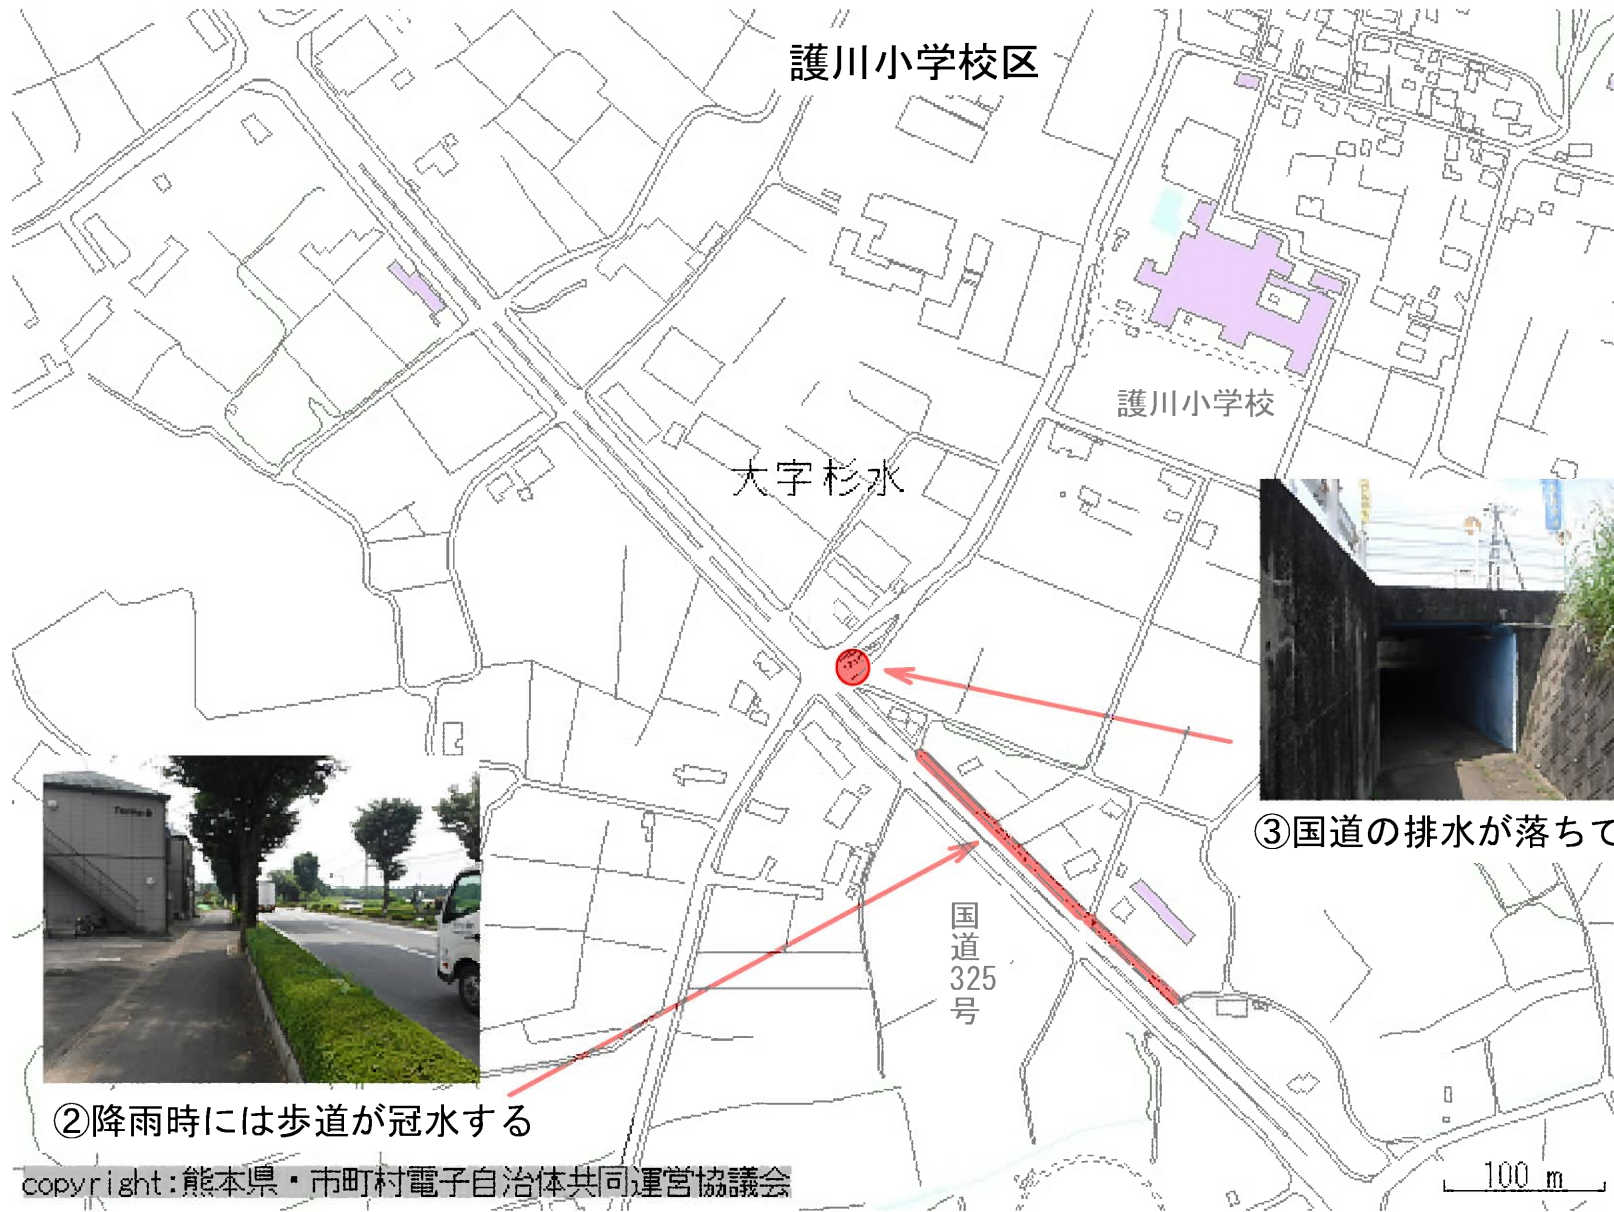 護川小学校区
護川小学校
大字杉水
③国道の排水が落ちて
国道325号
②降雨時には歩道が冠水する
copyright:熊本県・市町村電子自治体共同運営協議会
100 m